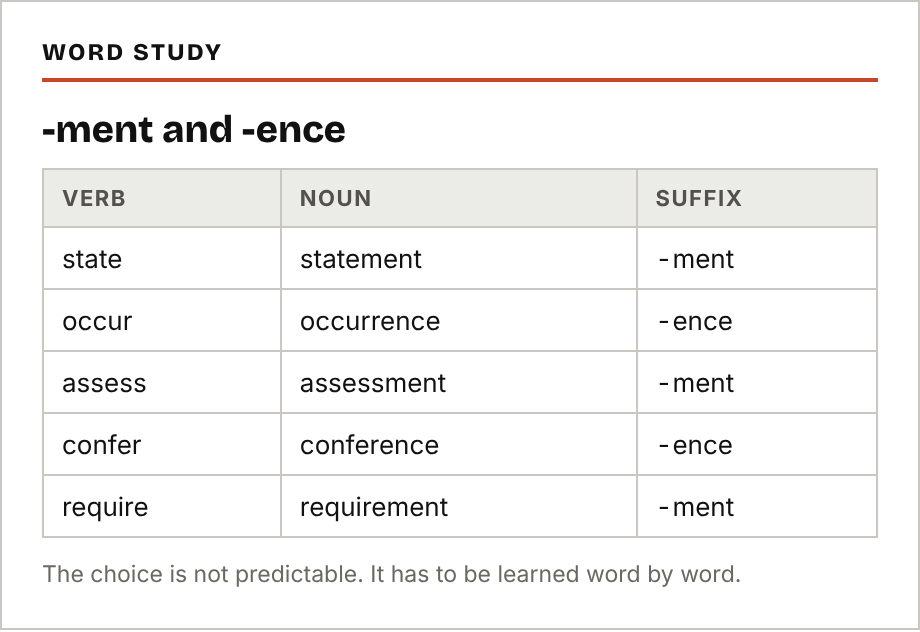 WORD STUDY
-ment and -ence
VERB NOUN SUFFIX
state statement -ment
occur occurrence -ence
assess assessment -ment
confer conference -ence
require requirement -ment
The choice is not predictable. It has to be learned word by word.